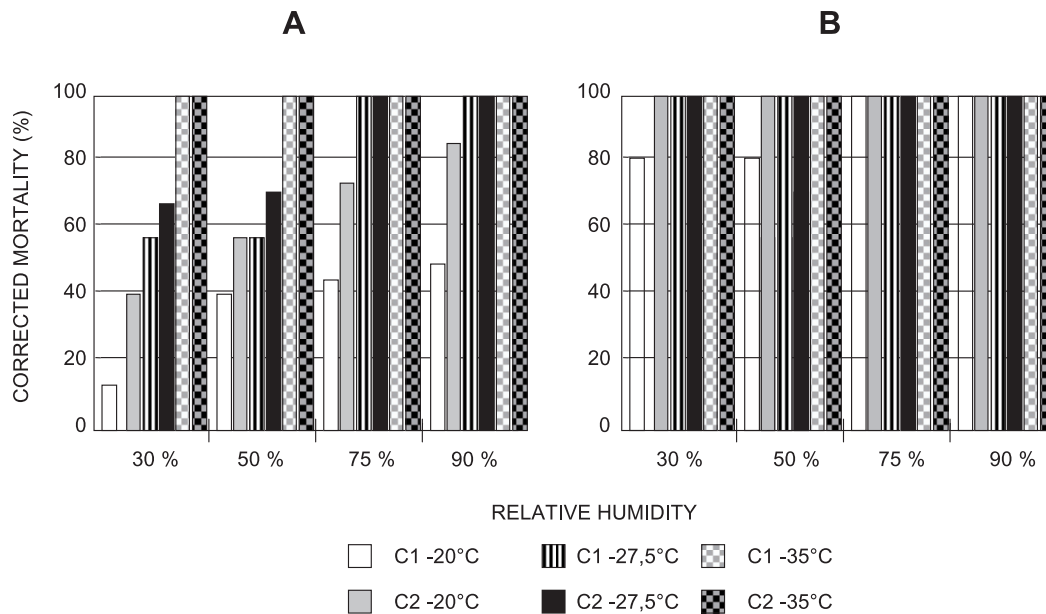 A B
CORRECTED MORTALITY (%)
100 100
80 80
60 60
40 40
20 20
0 0
30 % 50 % 75 % 90 % 30 % 50 % 75 % 90 %
RELATIVE HUMIDITY
C1 -20°C C1 -27,5°C C1 -35°C
C2 -20°C C2 -27,5°C C2 -35°C